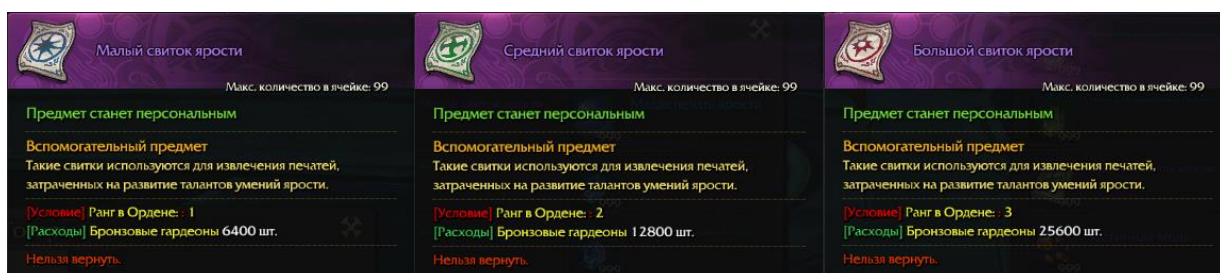 Малый свиток ярости
Макс. количество в ячейке: 99
Предмет станет персональным
Вспомогательный предмет
Такие свитки используются для извлечения печатей,
затраченных на развитие талантов умений ярости.
[Условие] Ранг в Ордене: : 1
[Расходы] Бронзовые гардеоны 6400 шт.
Нельзя вернуть.
Средний свиток ярости
Макс. количество в ячейке: 99
Предмет станет персональным
Вспомогательный предмет
Такие свитки используются для извлечения печатей,
затраченных на развитие талантов умений ярости.
[Условие] Ранг в Ордене: : 2
[Расходы] Бронзовые гардеоны 12800 шт.
Нельзя вернуть.
Большой свиток ярости
Макс. количество в ячейке: 99
Предмет станет персональным
Вспомогательный предмет
Такие свитки используются для извлечения печатей,
затраченных на развитие талантов умений ярости.
[Условие] Ранг в Ордене: : 3
[Расходы] Бронзовые гардеоны 25600 шт.
Нельзя вернуть.